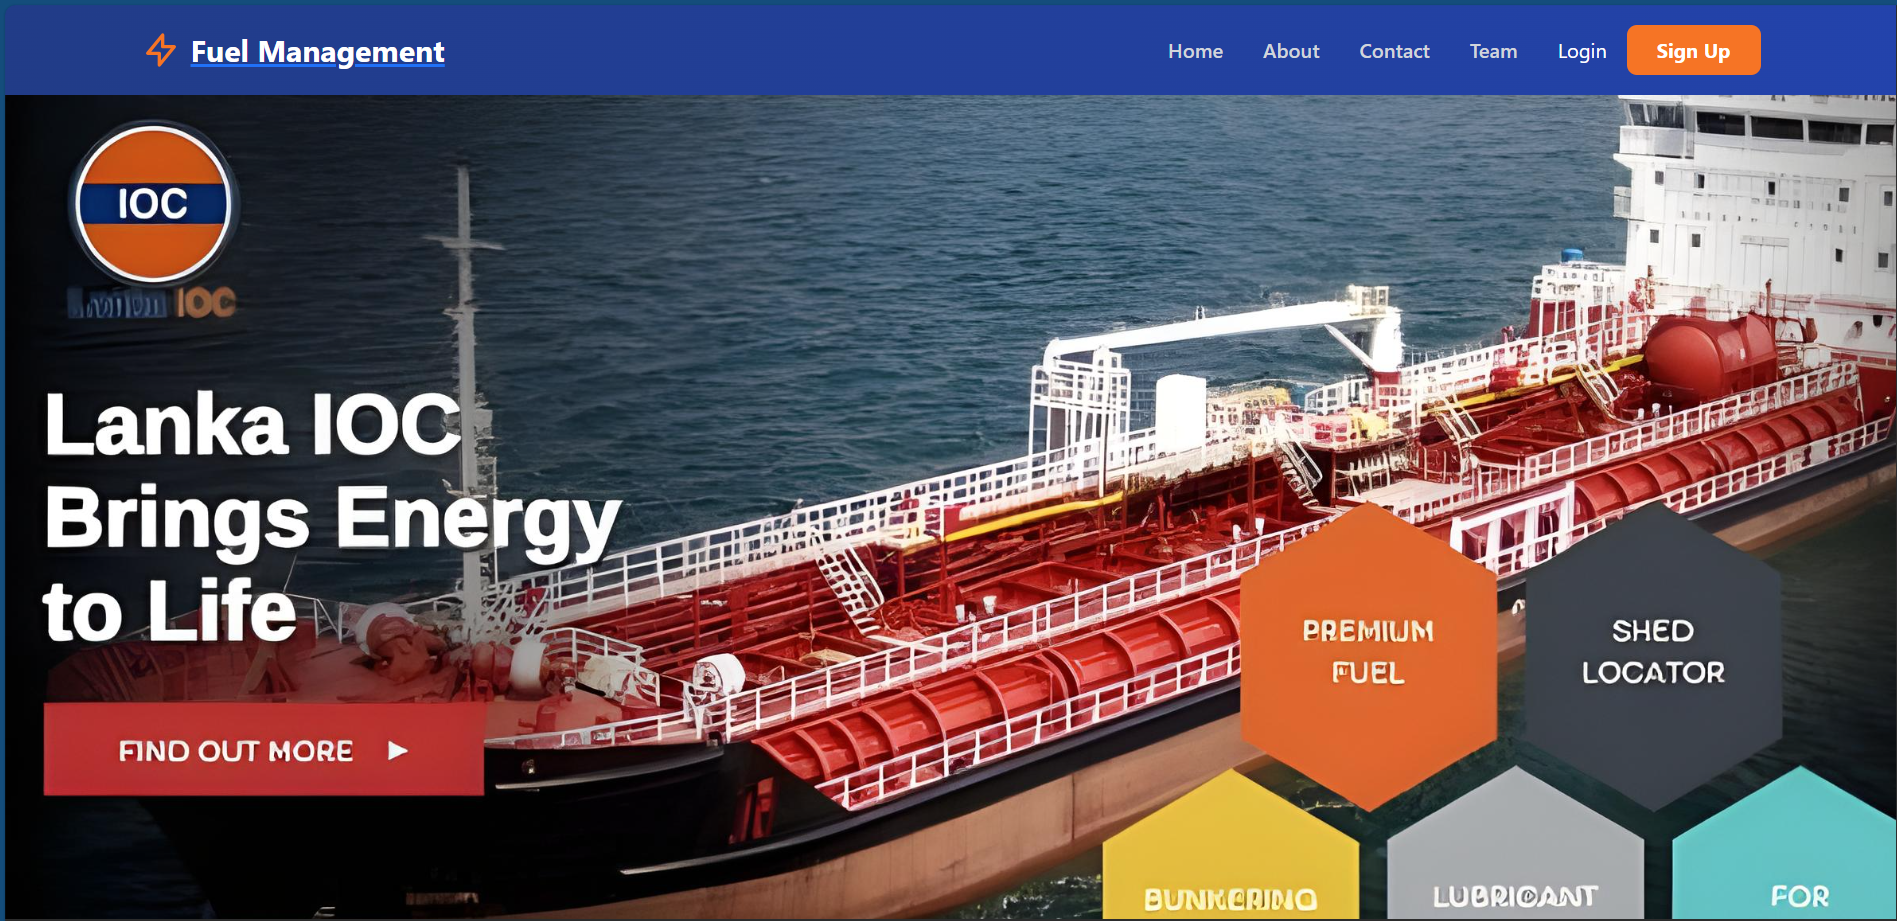 Fuel Management
Home About Contact Team Login Sign Up
IOC
IOC
Lanka IOC
Brings Energy
to Life
FIND OUT MORE
PREMIUM
FUEL
SHED
LOCATOR
BUNKERING
LUBRICANT
FOR